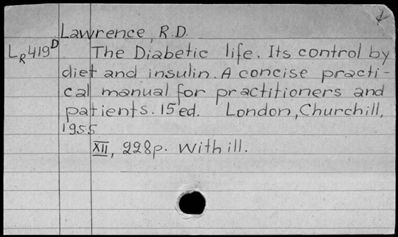 Lawrence, R.D.
LR419D The Diabetic life. Its control by
diet and insulin. A concise practi-
cal manual for practitioners and
patients. 15 ed. London, Churchill,
1955
XII, 228p. With ill.